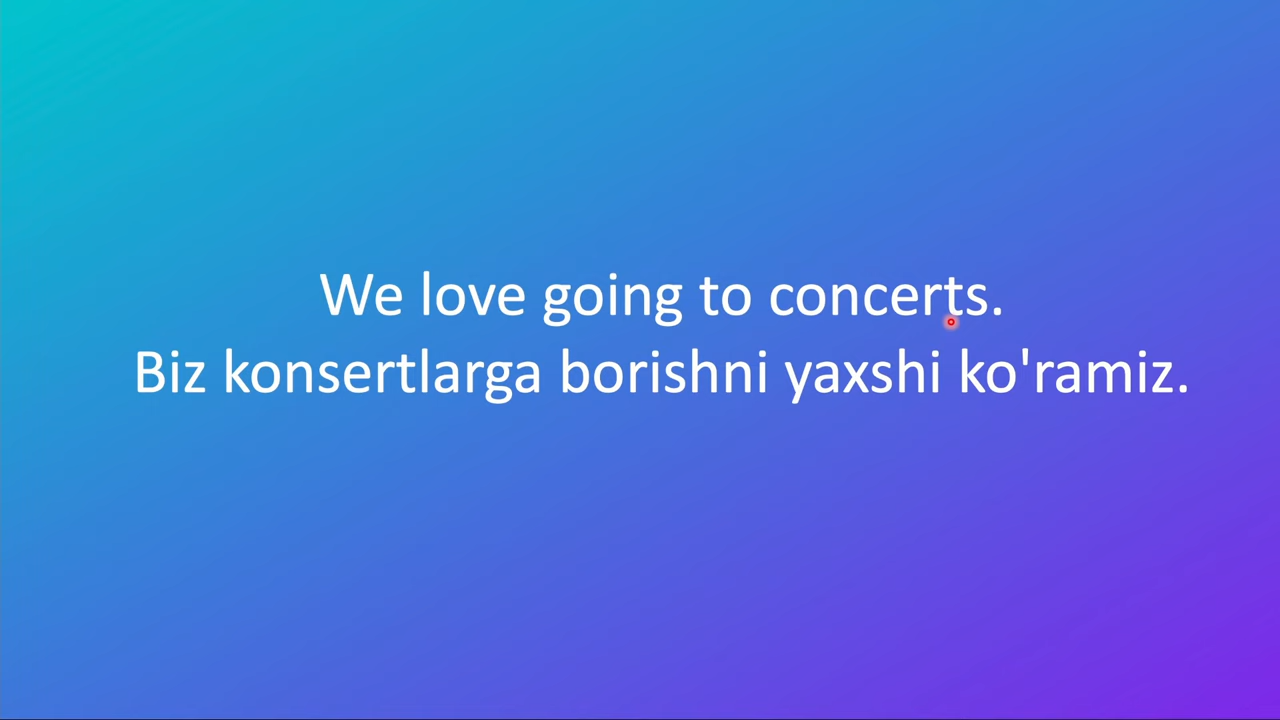 We love going to concerts.
Biz konsertlarga borishni yaxshi ko'ramiz.